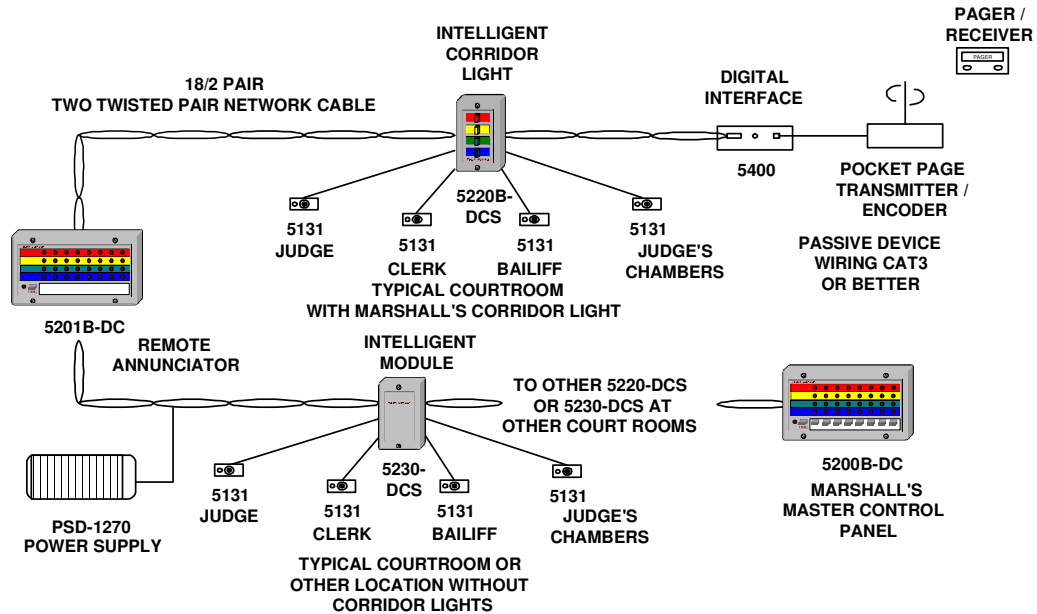 PAGER /
RECEIVER
PAGER
INTELLIGENT
CORRIDOR
LIGHT
18/2 PAIR
TWO TWISTED PAIR NETWORK CABLE
DIGITAL
INTERFACE
5400
POCKET PAGE
TRANSMITTER /
ENCODER
PASSIVE DEVICE
WIRING CAT3
OR BETTER
5220B-
DCS
5131
JUDGE
5131
CLERK
5131
BAILIFF
5131
JUDGE'S
CHAMBERS
TYPICAL COURTROOM
WITH MARSHALL'S CORRIDOR LIGHT
5201B-DC
REMOTE
ANNUNCIATOR
INTELLIGENT
MODULE
TO OTHER 5220-DCS
OR 5230-DCS AT
OTHER COURT ROOMS
5200B-DC
MARSHALL'S
MASTER CONTROL
PANEL
5230-
DCS
5131
JUDGE
5131
CLERK
5131
BAILIFF
5131
JUDGE'S
CHAMBERS
PSD-1270
POWER SUPPLY
TYPICAL COURTROOM OR
OTHER LOCATION WITHOUT
CORRIDOR LIGHTS